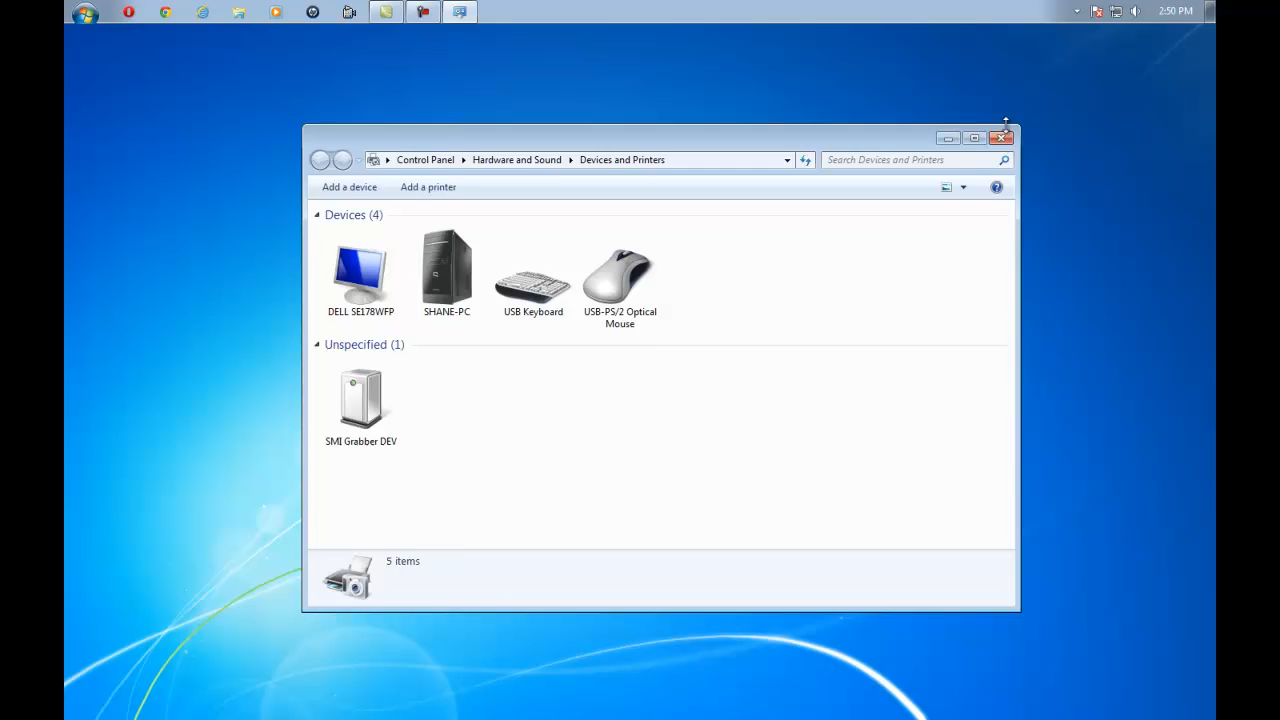 2:50 PM
Control Panel Hardware and Sound Devices and Printers
Search Devices and Printers
Add a device Add a printer
Devices (4)
DELL SE178WFP
SHANE-PC
USB Keyboard
USB-PS/2 Optical
Mouse
Unspecified (1)
SMI Grabber DEV
5 items